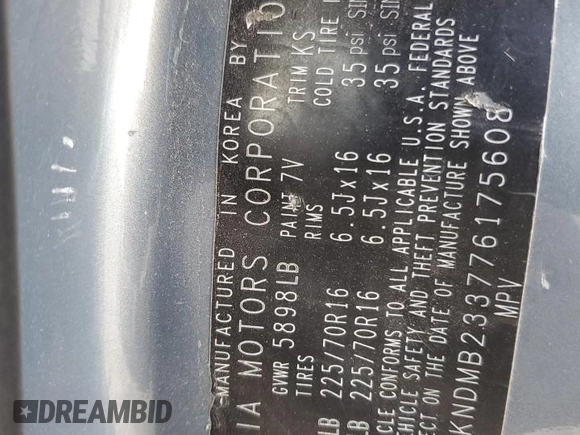 MANUFACTURED IN KOREA BY
IA MOTORS CORPORATIO
GVWR 5898LB PAINT 7V TRIM KS
TIRES RIMS COLD TIRE
LB 225/70R16 6.5Jx16 35 psi SIN
LB 225/70R16 6.5Jx16 35 psi SIN
CLE CONFORMS TO ALL APPLICABLE U.S.A. FEDERAL
EHICLE SAFETY AND THEFT PREVENTION STANDARDS
ECT ON THE DATE OF MANUFACTURE SHOWN ABOVE
KNDMB233776175608
MPV
DREAMBID